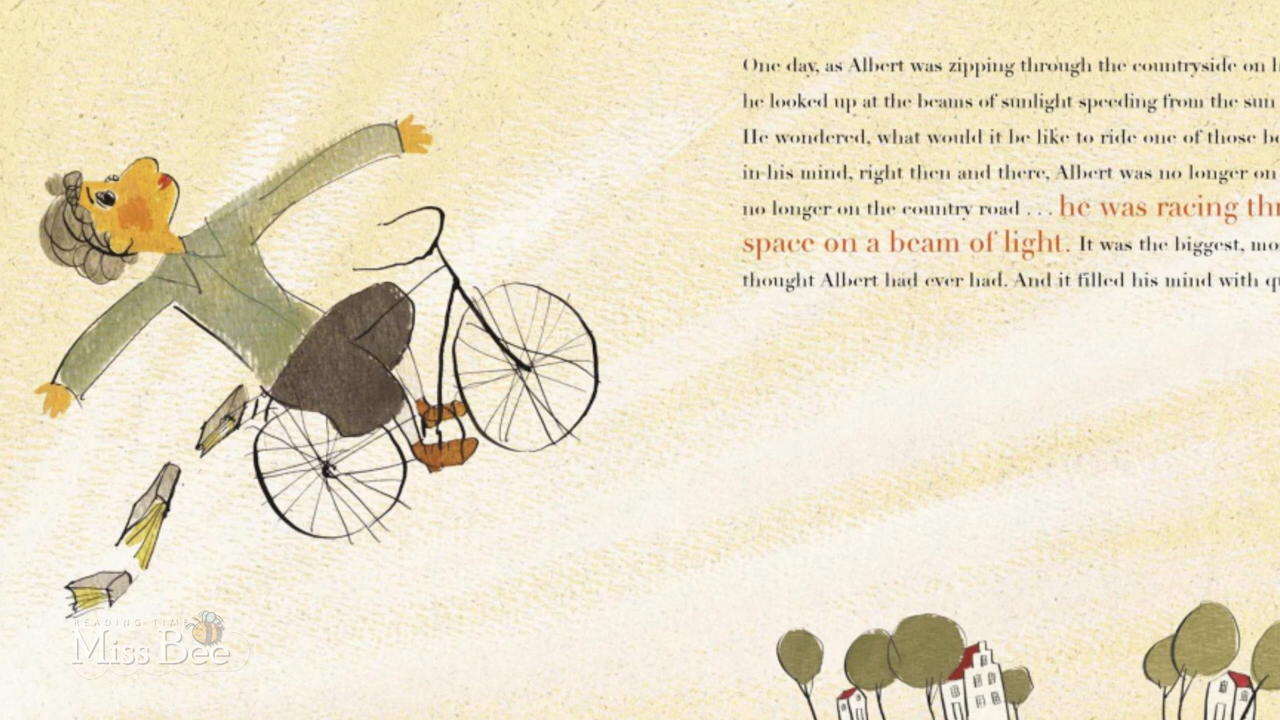 One day, as Albert was zipping through the countryside on
he looked up at the beams of sunlight speeding from the sun
He wondered, what would it be like to ride one of those
in his mind, right then and there, Albert was no longer on
no longer on the country road . . . he was racing
space on a beam of light. It was the biggest,
thought Albert had ever had. And it filled his mind with
READING TIME
Miss Bee